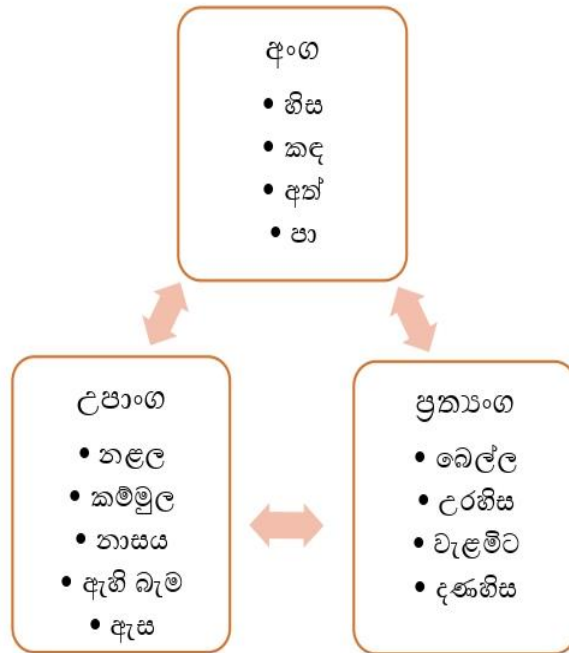 අංග
• හිස
• කඳ
• අත්
• පා
උපාංග
• නළල
• කම්මුල
• නාසය
• ඇහි බැම
• ඇස
ප්‍රත්‍යංග
• බෙල්ල
• උරහිස
• වැළමිට
• දණහිස